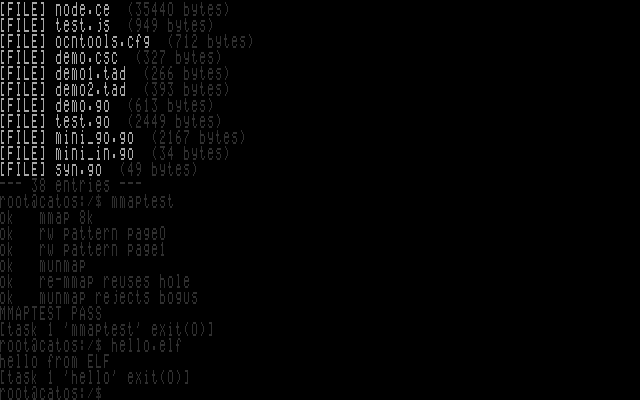 [FILE] node.ce (35440 bytes)
[FILE] test.js (949 bytes)
[FILE] ocntools.cfg (712 bytes)
[FILE] demo.csc (327 bytes)
[FILE] demo1.tad (266 bytes)
[FILE] demo2.tad (393 bytes)
[FILE] demo.go (613 bytes)
[FILE] test.go (2449 bytes)
[FILE] mini_go.go (2167 bytes)
[FILE] mini_in.go (34 bytes)
[FILE] syn.go (49 bytes)
--- 38 entries ---
root@catos:/$ mmaptest
ok   mmap 8k
ok   rw pattern page0
ok   rw pattern page1
ok   munmap
ok   re-mmap reuses hole
ok   munmap rejects bogus
MMAPTEST PASS
[task 1 'mmaptest' exit(0)]
root@catos:/$ hello.elf
hello from ELF
[task 1 'hello' exit(0)]
root@catos:/$